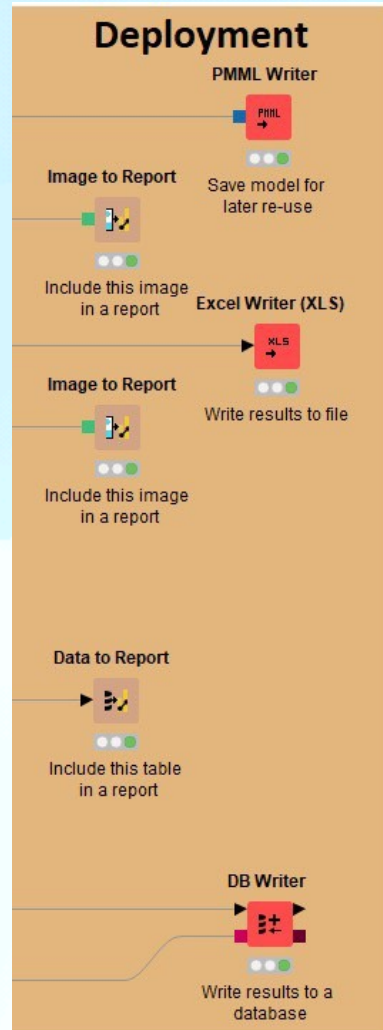 Deployment
PMML Writer
PMML
Save model for
later re-use
Image to Report
Include this image
in a report
Excel Writer (XLS)
XLS
Write results to file
Image to Report
Include this image
in a report
Data to Report
Include this table
in a report
DB Writer
Write results to a
database